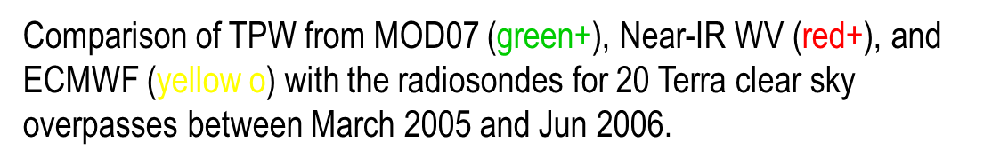 Comparison of TPW from MOD07 (green+), Near-IR WV (red+), and
ECMWF (yellow o) with the radiosondes for 20 Terra clear sky
overpasses between March 2005 and Jun 2006.